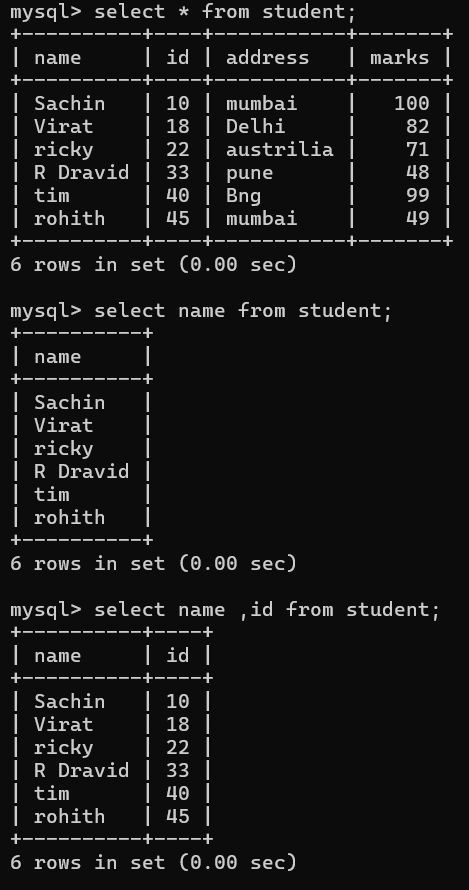 mysql> select * from student;
+----------+----+-----------+-------+
| name     | id | address   | marks |
+----------+----+-----------+-------+
| Sachin   | 10 | mumbai    |   100 |
| Virat    | 18 | Delhi     |    82 |
| ricky    | 22 | austrilia |    71 |
| R Dravid | 33 | pune      |    48 |
| tim      | 40 | Bng       |    99 |
| rohith   | 45 | mumbai    |    49 |
+----------+----+-----------+-------+
6 rows in set (0.00 sec)

mysql> select name from student;
+----------+
| name     |
+----------+
| Sachin   |
| Virat    |
| ricky    |
| R Dravid |
| tim      |
| rohith   |
+----------+
6 rows in set (0.00 sec)

mysql> select name ,id from student;
+----------+----+
| name     | id |
+----------+----+
| Sachin   | 10 |
| Virat    | 18 |
| ricky    | 22 |
| R Dravid | 33 |
| tim      | 40 |
| rohith   | 45 |
+----------+----+
6 rows in set (0.00 sec)